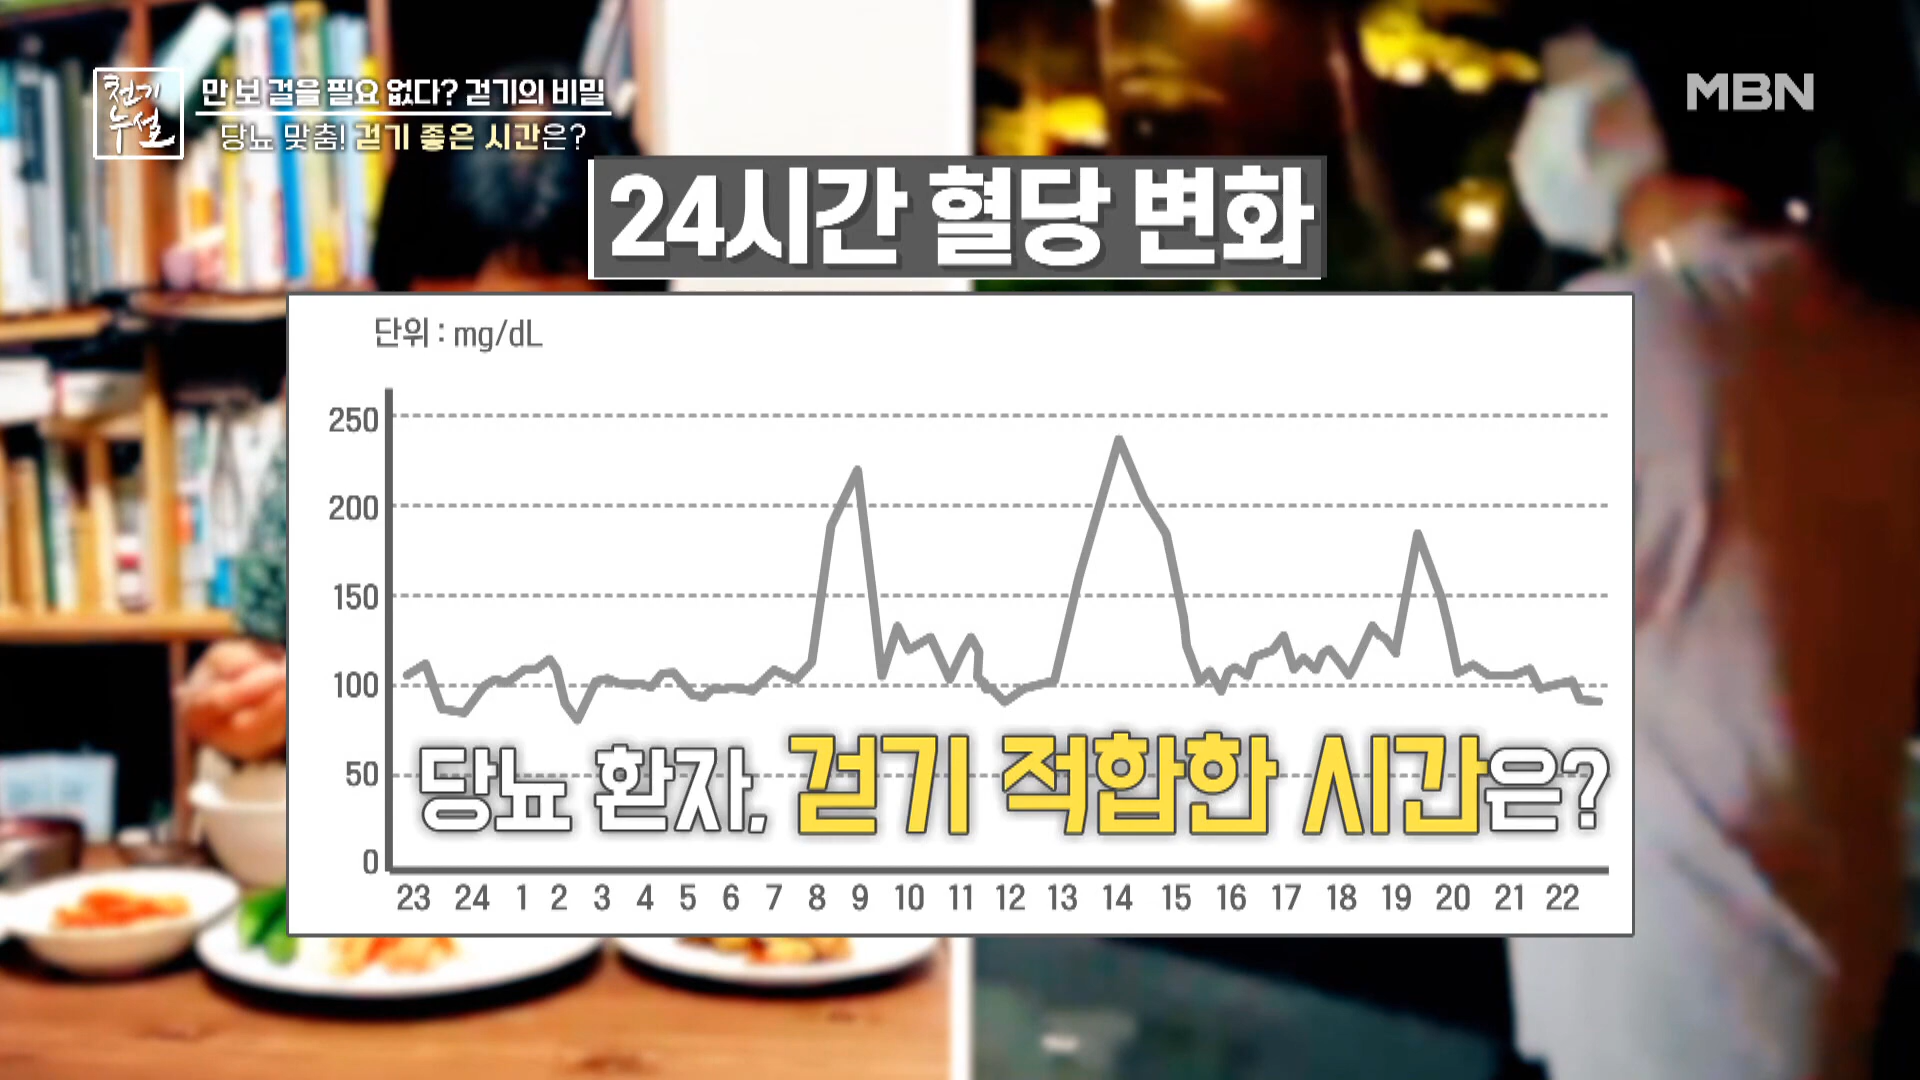 천기누설
만 보 걸을 필요 없다? 걷기의 비밀
당뇨 맞춤! 걷기 좋은 시간은?
MBN
24시간 혈당 변화
단위 : mg/dL
250
200
150
100
50
0
당뇨 환자, 걷기 적합한 시간은?
23 24 1 2 3 4 5 6 7 8 9 10 11 12 13 14 15 16 17 18 19 20 21 22